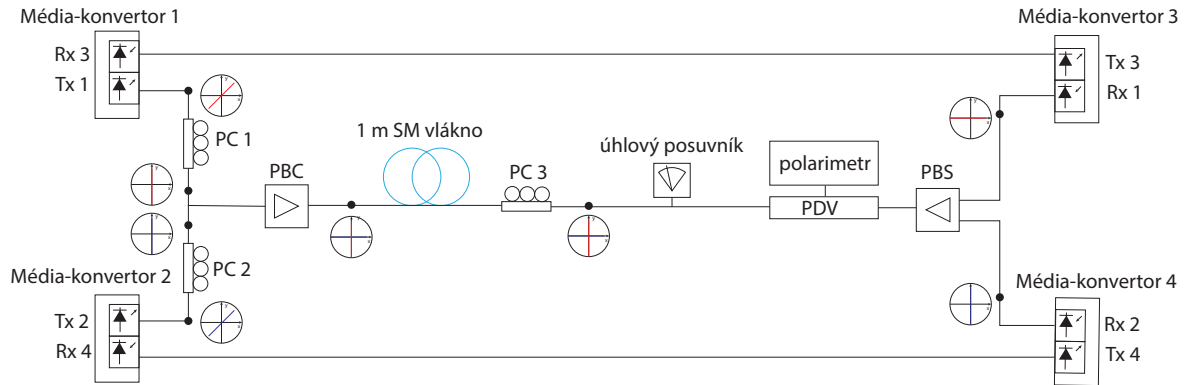 Média-konvertor 1
Rx 3
Tx 1
PC 1
PBC
1 m SM vlákno
PC 3
úhlový posuvník
polarimetr
PDV
PBS
Média-konvertor 3
Tx 3
Rx 1
PC 2
Média-konvertor 2
Tx 2
Rx 4
Média-konvertor 4
Rx 2
Tx 4